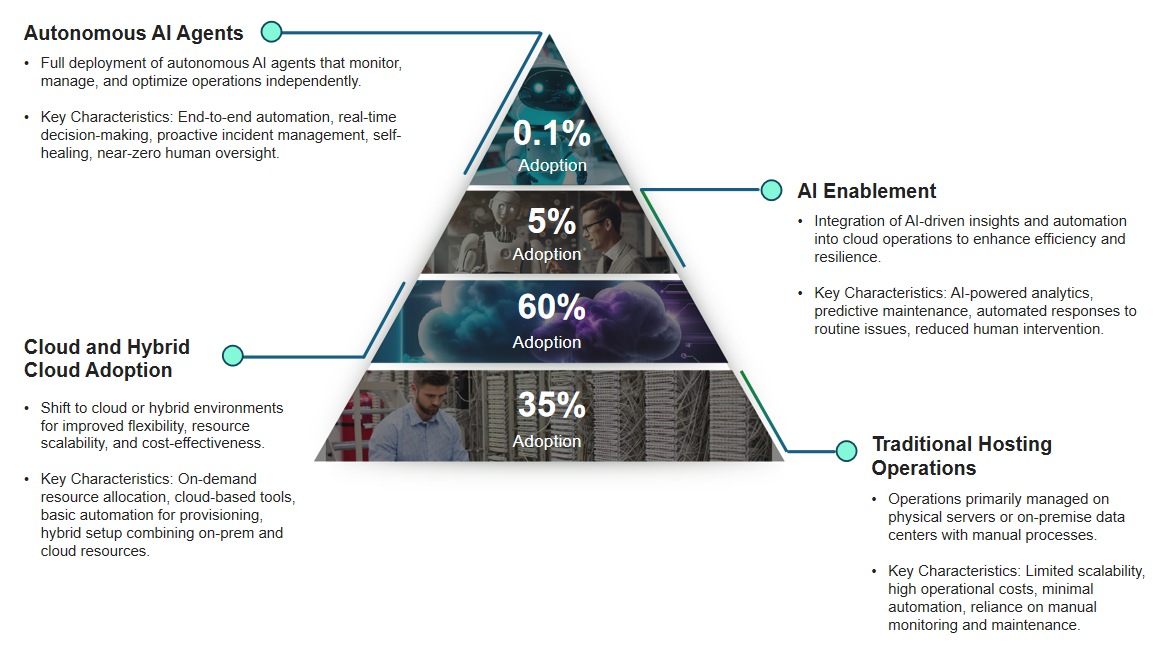 Autonomous AI Agents
• Full deployment of autonomous AI agents that monitor,
manage, and optimize operations independently.
• Key Characteristics: End-to-end automation, real-time
decision-making, proactive incident management, self-
healing, near-zero human oversight.
0.1%
Adoption
AI Enablement
• Integration of AI-driven insights and automation
into cloud operations to enhance efficiency and
resilience.
• Key Characteristics: AI-powered analytics,
predictive maintenance, automated responses to
routine issues, reduced human intervention.
5%
Adoption
60%
Adoption
Cloud and Hybrid
Cloud Adoption
• Shift to cloud or hybrid environments
for improved flexibility, resource
scalability, and cost-effectiveness.
• Key Characteristics: On-demand
resource allocation, cloud-based tools,
basic automation for provisioning,
hybrid setup combining on-prem and
cloud resources.
35%
Adoption
Traditional Hosting
Operations
• Operations primarily managed on
physical servers or on-premise data
centers with manual processes.
• Key Characteristics: Limited scalability,
high operational costs, minimal
automation, reliance on manual
monitoring and maintenance.